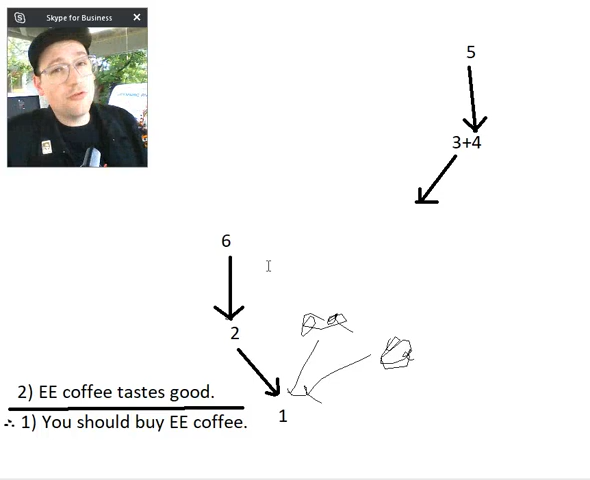 Skype for Business
5
3+4
6
2
2) EE coffee tastes good.
∴ 1) You should buy EE coffee.
1